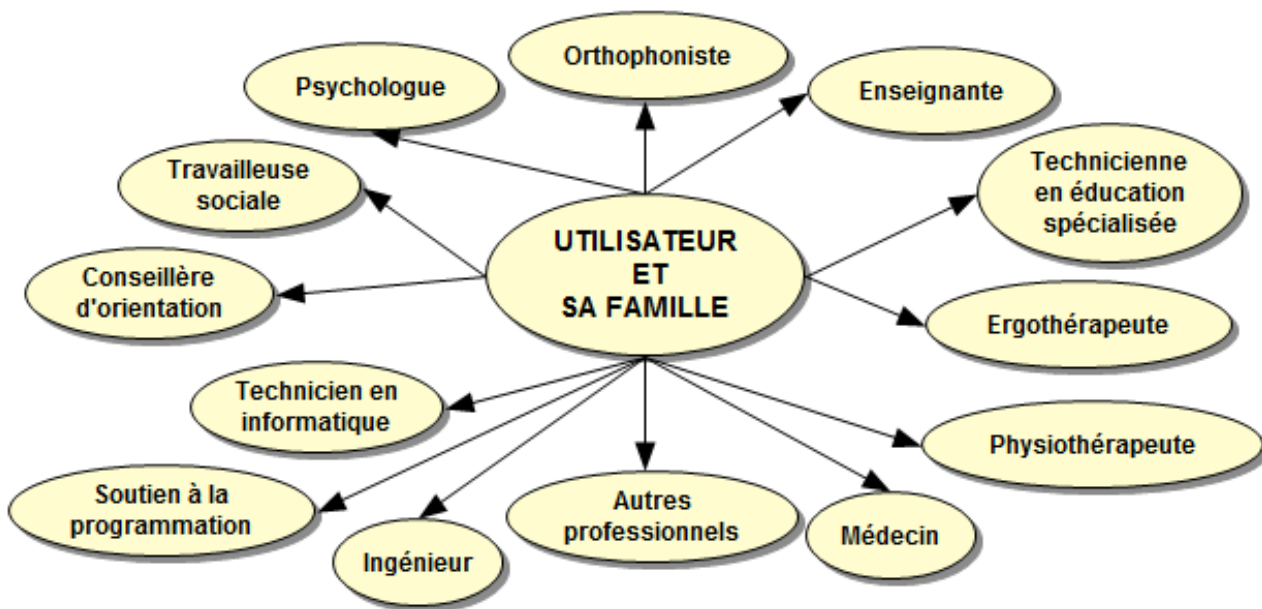 Orthophoniste
Psychologue
Enseignante
Travailleuse
sociale
Technicienne
en éducation
spécialisée
UTILISATEUR
ET
SA FAMILLE
Conseillère
d'orientation
Ergothérapeute
Technicien en
informatique
Physiothérapeute
Soutien à la
programmation
Autres
professionnels
Médecin
Ingénieur